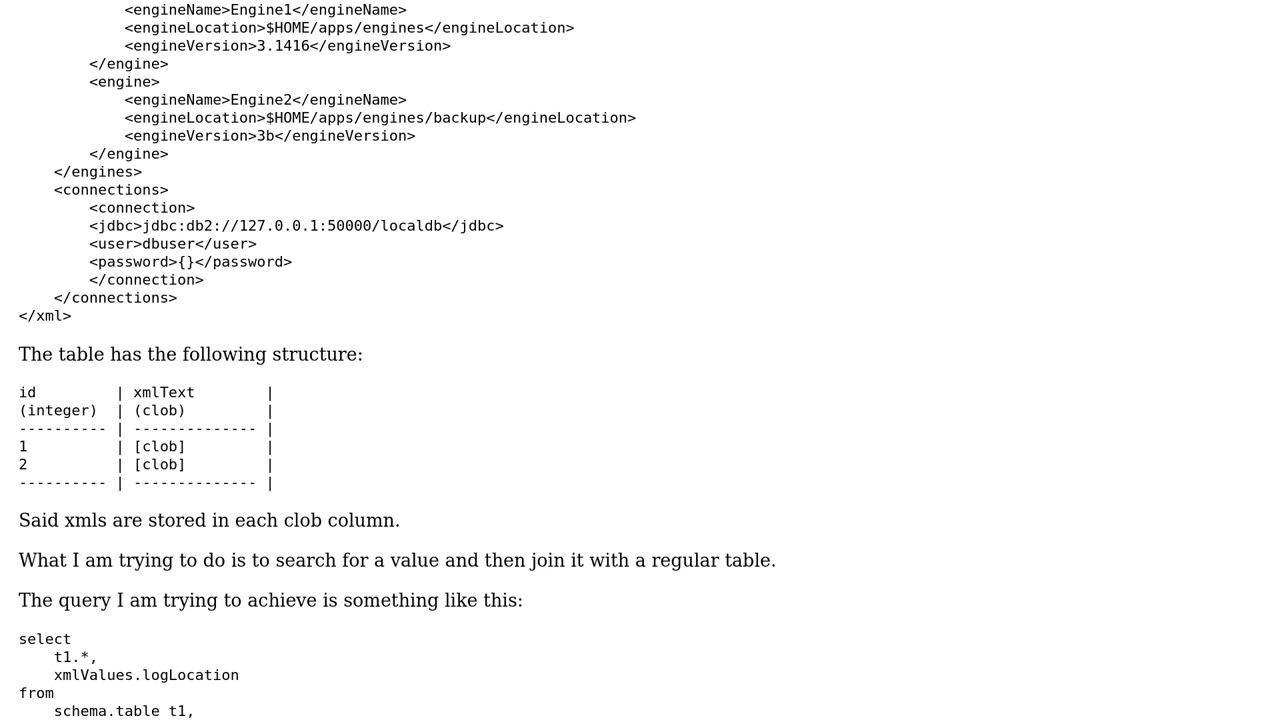 <engineName>Engine1</engineName>
            <engineLocation>$HOME/apps/engines</engineLocation>
            <engineVersion>3.1416</engineVersion>
        </engine>
        <engine>
            <engineName>Engine2</engineName>
            <engineLocation>$HOME/apps/engines/backup</engineLocation>
            <engineVersion>3b</engineVersion>
        </engine>
    </engines>
    <connections>
        <connection>
        <jdbc>jdbc:db2://127.0.0.1:50000/localdb</jdbc>
        <user>dbuser</user>
        <password>{}</password>
        </connection>
    </connections>
</xml>
The table has the following structure:
id         | xmlText        |
(integer)  | (clob)         |
---------- | -------------- |
1          | [clob]         |
2          | [clob]         |
---------- | -------------- |
Said xmls are stored in each clob column.
What I am trying to do is to search for a value and then join it with a regular table.
The query I am trying to achieve is something like this:
select
    t1.*,
    xmlValues.logLocation
from
    schema.table t1,